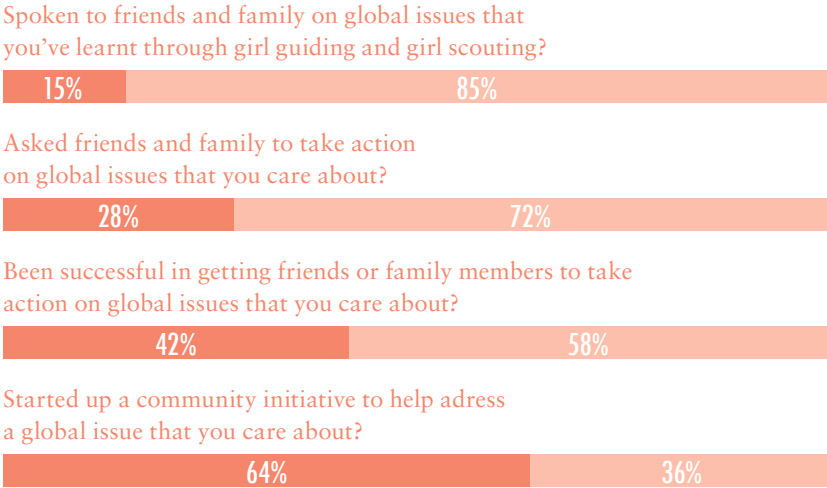 Spoken to friends and family on global issues that
you've learnt through girl guiding and girl scouting?
15% 85%
Asked friends and family to take action
on global issues that you care about?
28% 72%
Been successful in getting friends or family members to take
action on global issues that you care about?
42% 58%
Started up a community initiative to help adress
a global issue that you care about?
64% 36%